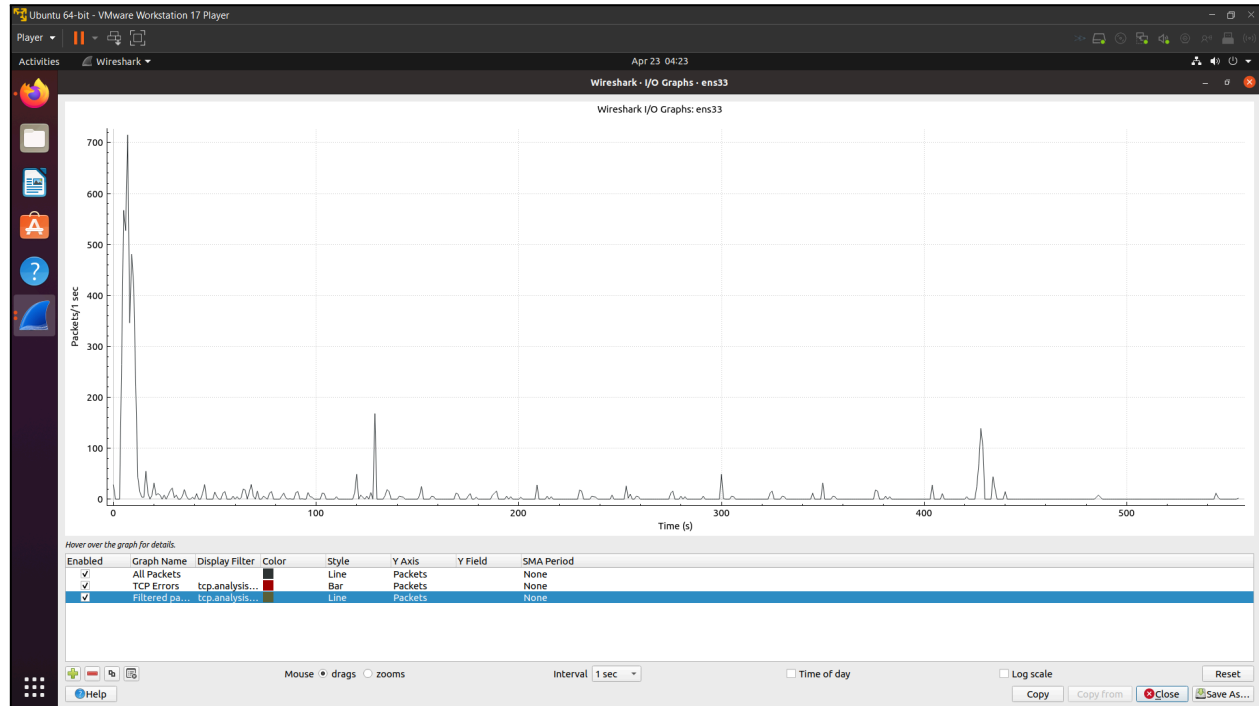 Ubuntu 64-bit - VMware Workstation 17 Player
Player
Activities Wireshark Apr 23 04:23
Wireshark · I/O Graphs · ens33
Wireshark I/O Graphs: ens33
700
600
500
400
300
200
100
0
Packets/1 sec
0 100 200 300 400 500
Time (s)
Hover over the graph for details.
Enabled Graph Name Display Filter Color Style Y Axis Y Field SMA Period
All Packets Line Packets None
TCP Errors tcp.analysis... Bar Packets None
Filtered pa... tcp.analysis... Line Packets None
Mouse drags zooms Interval 1 sec Time of day Log scale Reset
Help Copy Copy from Close Save As...